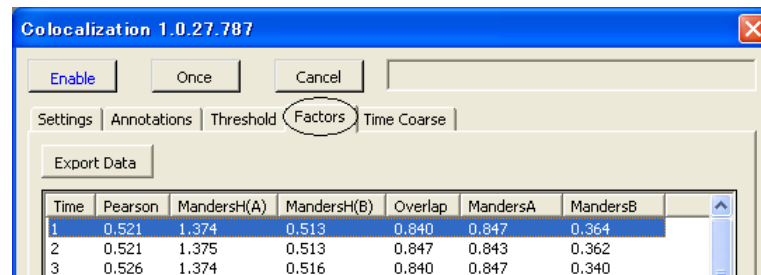 Colocalization 1.0.27.787
Enable Once Cancel
Settings Annotations Threshold Factors Time Coarse
Export Data
Time Pearson MandersH(A) MandersH(B) Overlap MandersA MandersB
1 0.521 1.374 0.513 0.840 0.847 0.364
2 0.521 1.375 0.513 0.847 0.843 0.362
3 0.526 1.374 0.516 0.840 0.847 0.340